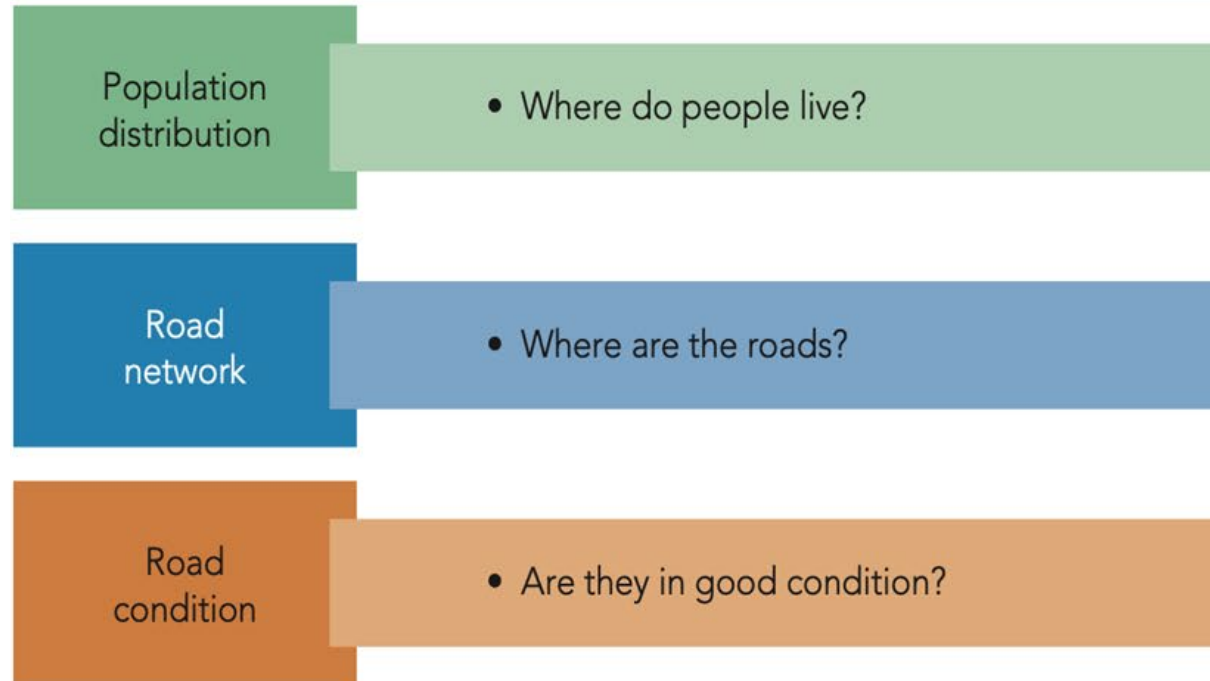 Population
distribution
• Where do people live?
Road
network
• Where are the roads?
Road
condition
• Are they in good condition?